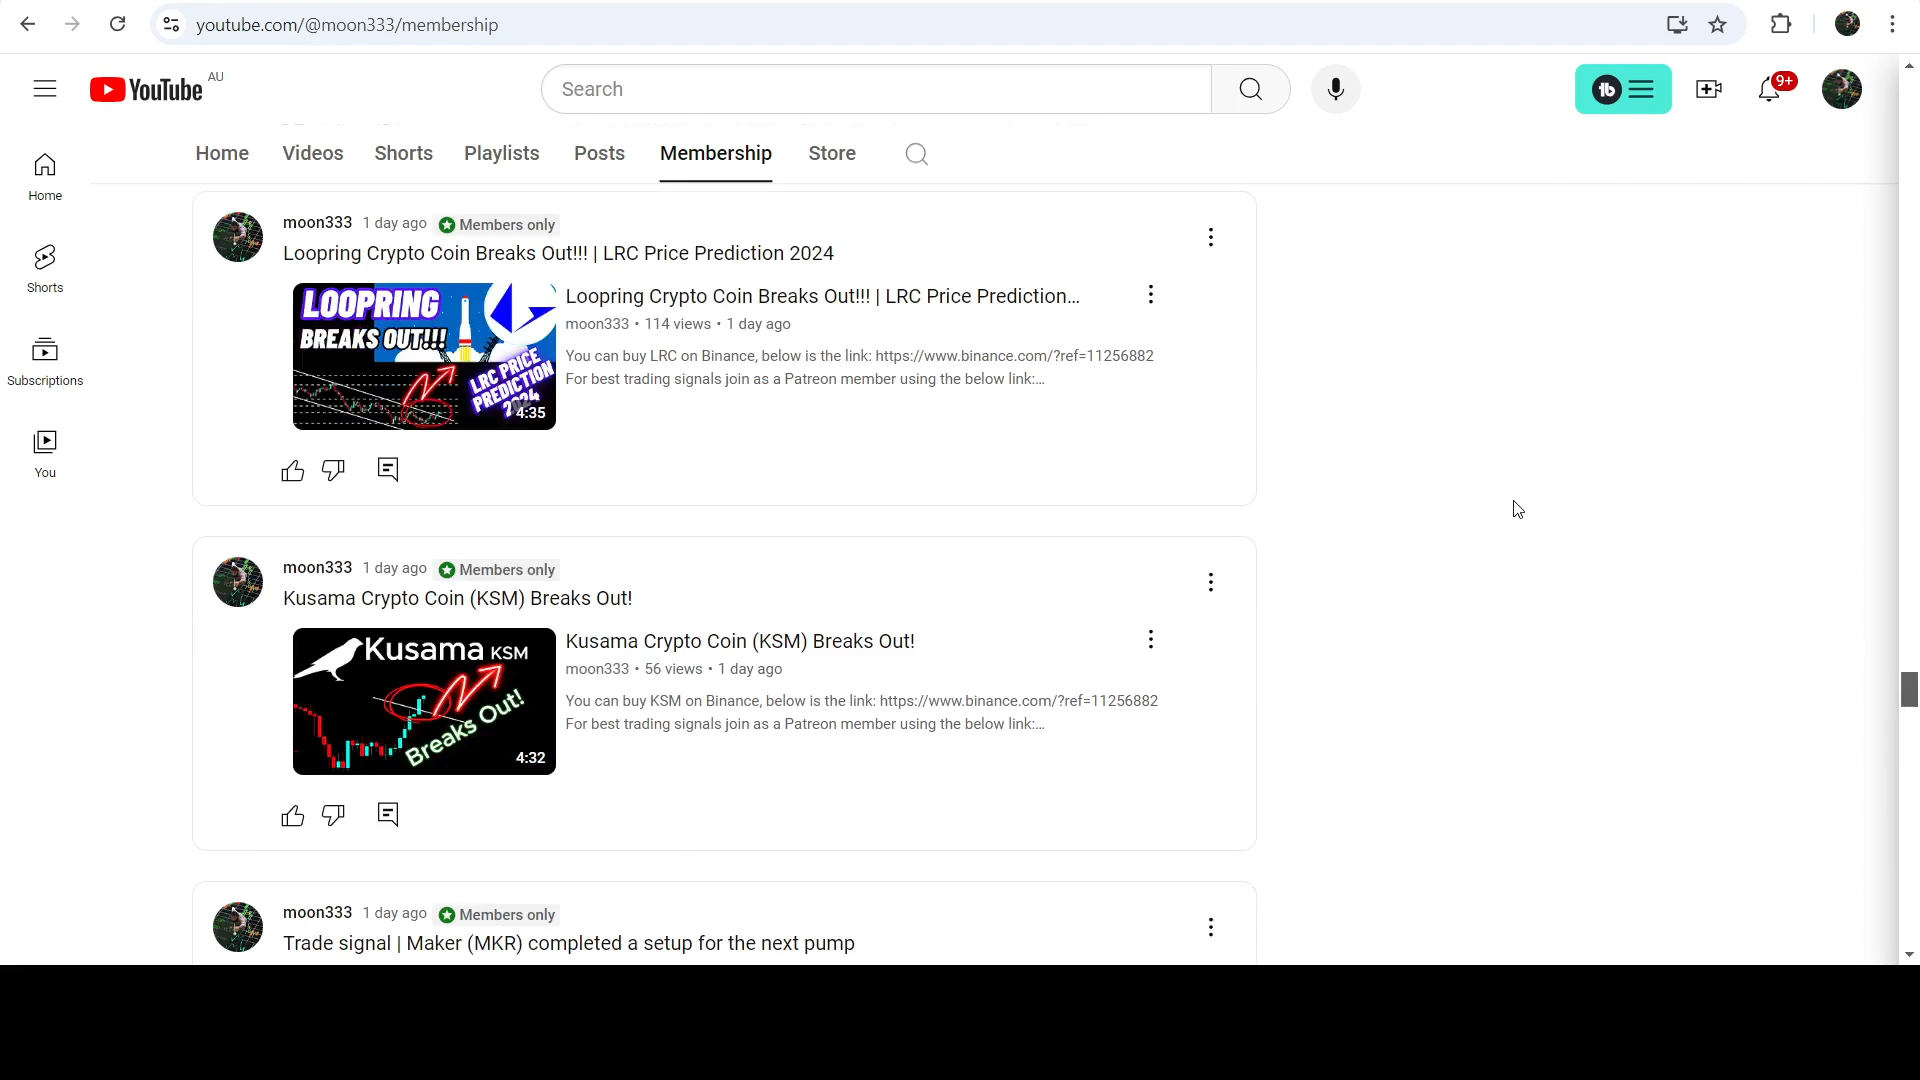 youtube.com/@moon333/membership
YouTube AU
Search
9+
Home
Videos
Shorts
Playlists
Posts
Membership
Store
Home
Shorts
Subscriptions
You
moon333 1 day ago Members only
Loopring Crypto Coin Breaks Out!!! | LRC Price Prediction 2024
LOOPRING
BREAKS OUT!!!
LRC PRICE
PREDICTION
2024
4:35
Loopring Crypto Coin Breaks Out!!! | LRC Price Prediction...
moon333 • 114 views • 1 day ago
You can buy LRC on Binance, below is the link: https://www.binance.com/?ref=11256882
For best trading signals join as a Patreon member using the below link:...
moon333 1 day ago Members only
Kusama Crypto Coin (KSM) Breaks Out!
Kusama KSM
Breaks Out!
4:32
Kusama Crypto Coin (KSM) Breaks Out!
moon333 • 56 views • 1 day ago
You can buy KSM on Binance, below is the link: https://www.binance.com/?ref=11256882
For best trading signals join as a Patreon member using the below link:...
moon333 1 day ago Members only
Trade signal | Maker (MKR) completed a setup for the next pump